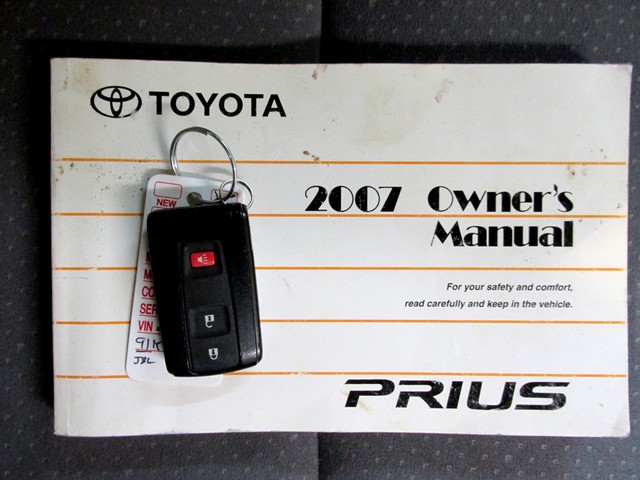 TOYOTA
2007 Owner's
Manual
For your safety and comfort,
read carefully and keep in the vehicle.
PRIUS
NEW
VIN
91K
JBL